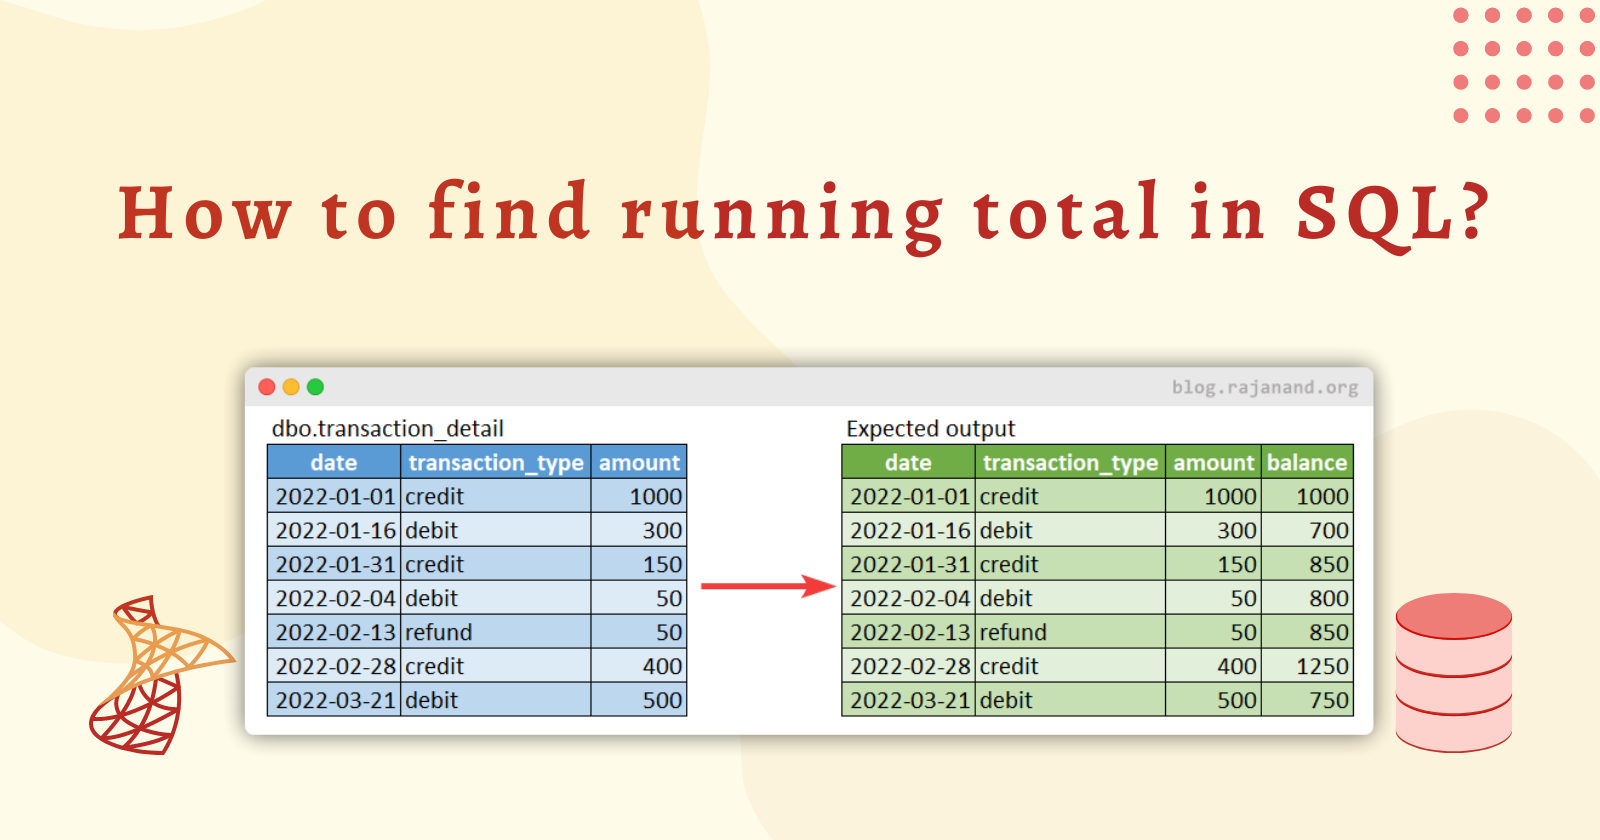 How to find running total in SQL?
blog.rajanand.org
dbo.transaction_detail
date transaction_type amount
2022-01-01 credit 1000
2022-01-16 debit 300
2022-01-31 credit 150
2022-02-04 debit 50
2022-02-13 refund 50
2022-02-28 credit 400
2022-03-21 debit 500
Expected output
date transaction_type amount balance
2022-01-01 credit 1000 1000
2022-01-16 debit 300 700
2022-01-31 credit 150 850
2022-02-04 debit 50 800
2022-02-13 refund 50 850
2022-02-28 credit 400 1250
2022-03-21 debit 500 750